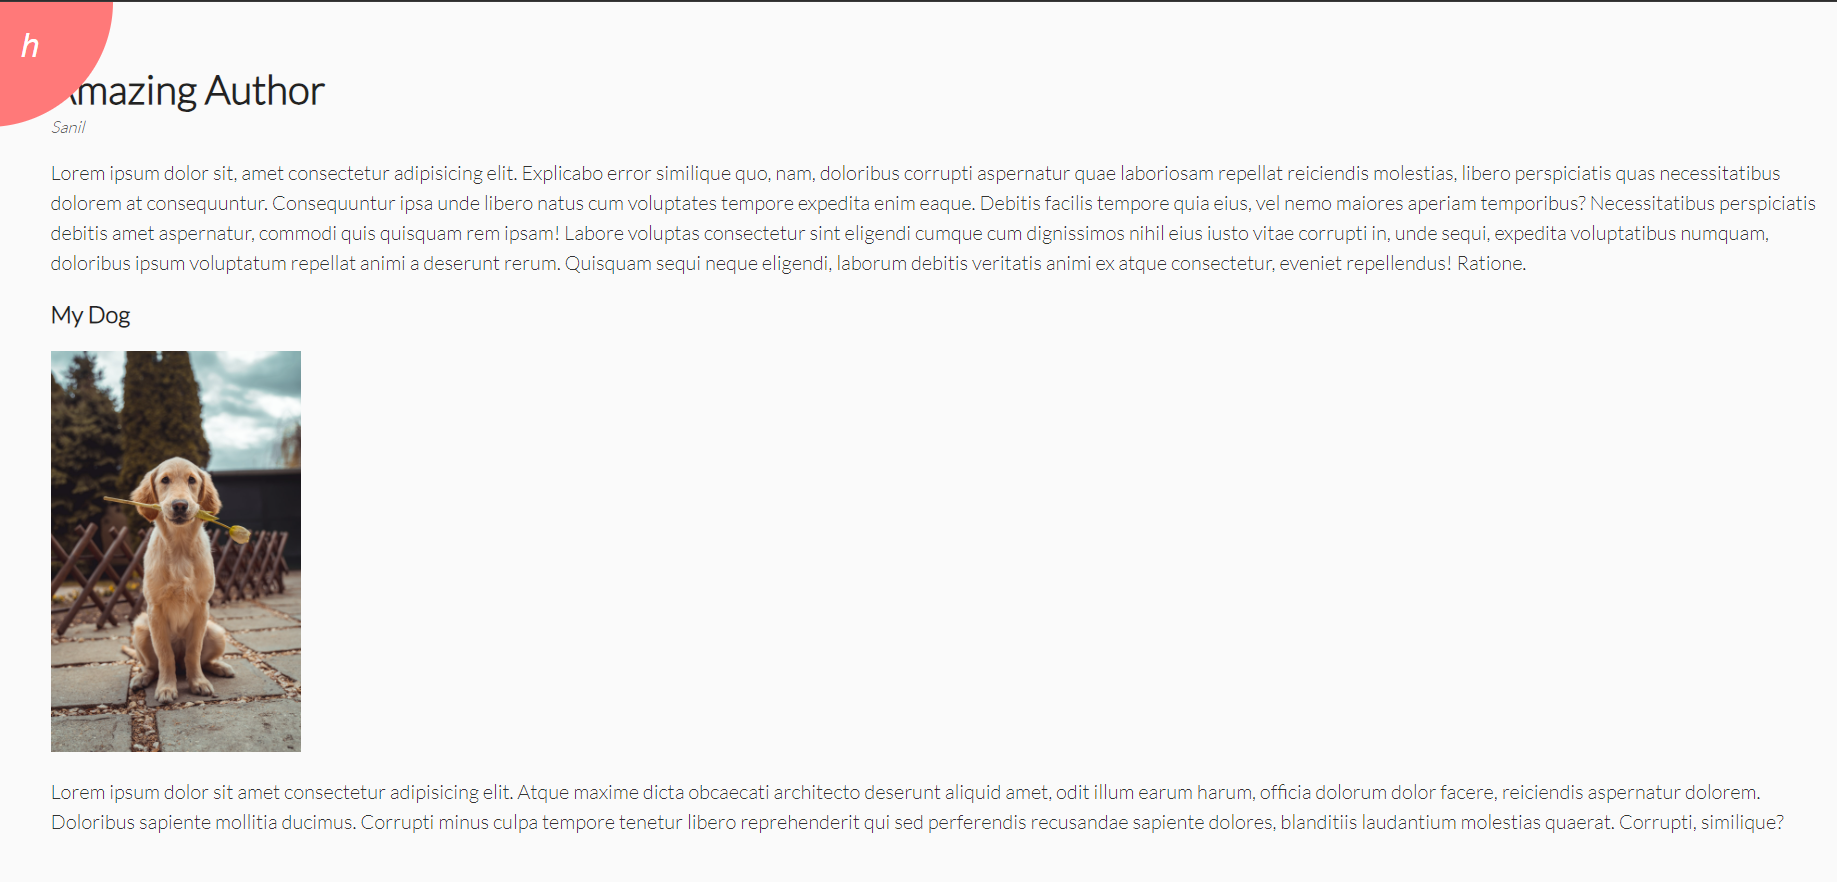 h
Amazing Author
Sanil
Lorem ipsum dolor sit, amet consectetur adipisicing elit. Explicabo error similique quo, nam, doloribus corrupti aspernatur quae laboriosam repellat reiciendis molestias, libero perspiciatis quas necessitatibus
dolorem at consequuntur. Consequuntur ipsa unde libero natus cum voluptates tempore expedita enim eaque. Debitis facilis tempore quia eius, vel nemo maiores aperiam temporibus? Necessitatibus perspiciatis
debitis amet aspernatur, commodi quis quisquam rem ipsam! Labore voluptas consectetur sint eligendi cumque cum dignissimos nihil eius iusto vitae corrupti in, unde sequi, expedita voluptatibus numquam,
doloribus ipsum voluptatum repellat animi a deserunt rerum. Quisquam sequi neque eligendi, laborum debitis veritatis animi ex atque consectetur, eveniet repellendus! Ratione.
My Dog
Lorem ipsum dolor sit amet consectetur adipisicing elit. Atque maxime dicta obcaecati architecto deserunt aliquid amet, odit illum earum harum, officia dolorum dolor facere, reiciendis aspernatur dolorem.
Doloribus sapiente mollitia ducimus. Corrupti minus culpa tempore tenetur libero reprehenderit qui sed perferendis recusandae sapiente dolores, blanditiis laudantium molestias quaerat. Corrupti, similique?